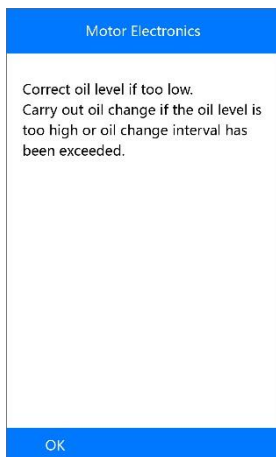 Motor Electronics
Correct oil level if too low.
Carry out oil change if the oil level is
too high or oil change interval has
been exceeded.
OK